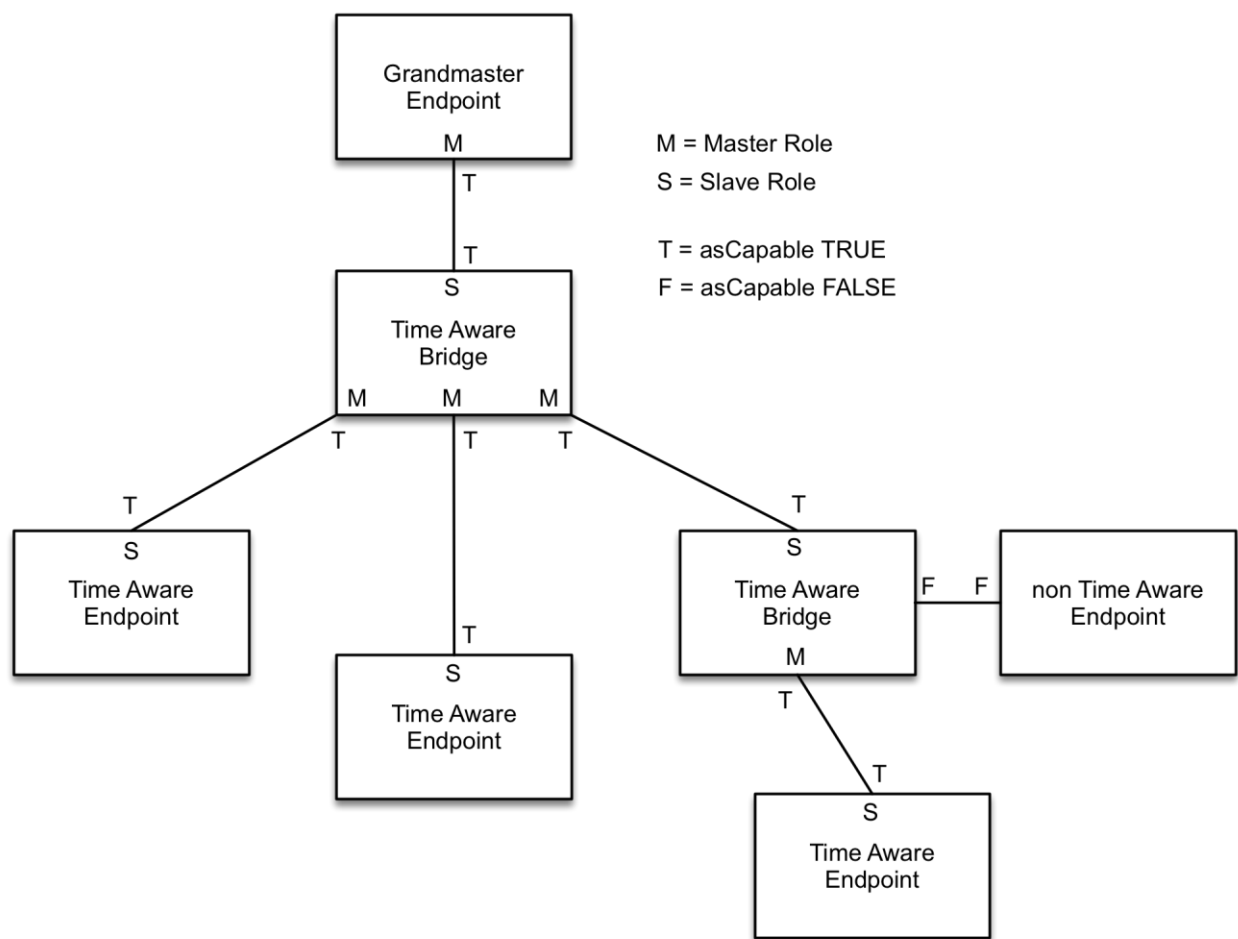 Grandmaster
Endpoint
M
T
M = Master Role
S = Slave Role
T = asCapable TRUE
F = asCapable FALSE
T
S
Time Aware
Bridge
M M M
T T T
T
S
Time Aware
Endpoint
T
S
Time Aware
Endpoint
T
S
Time Aware
Bridge
M
F F
non Time Aware
Endpoint
T
T
S
Time Aware
Endpoint